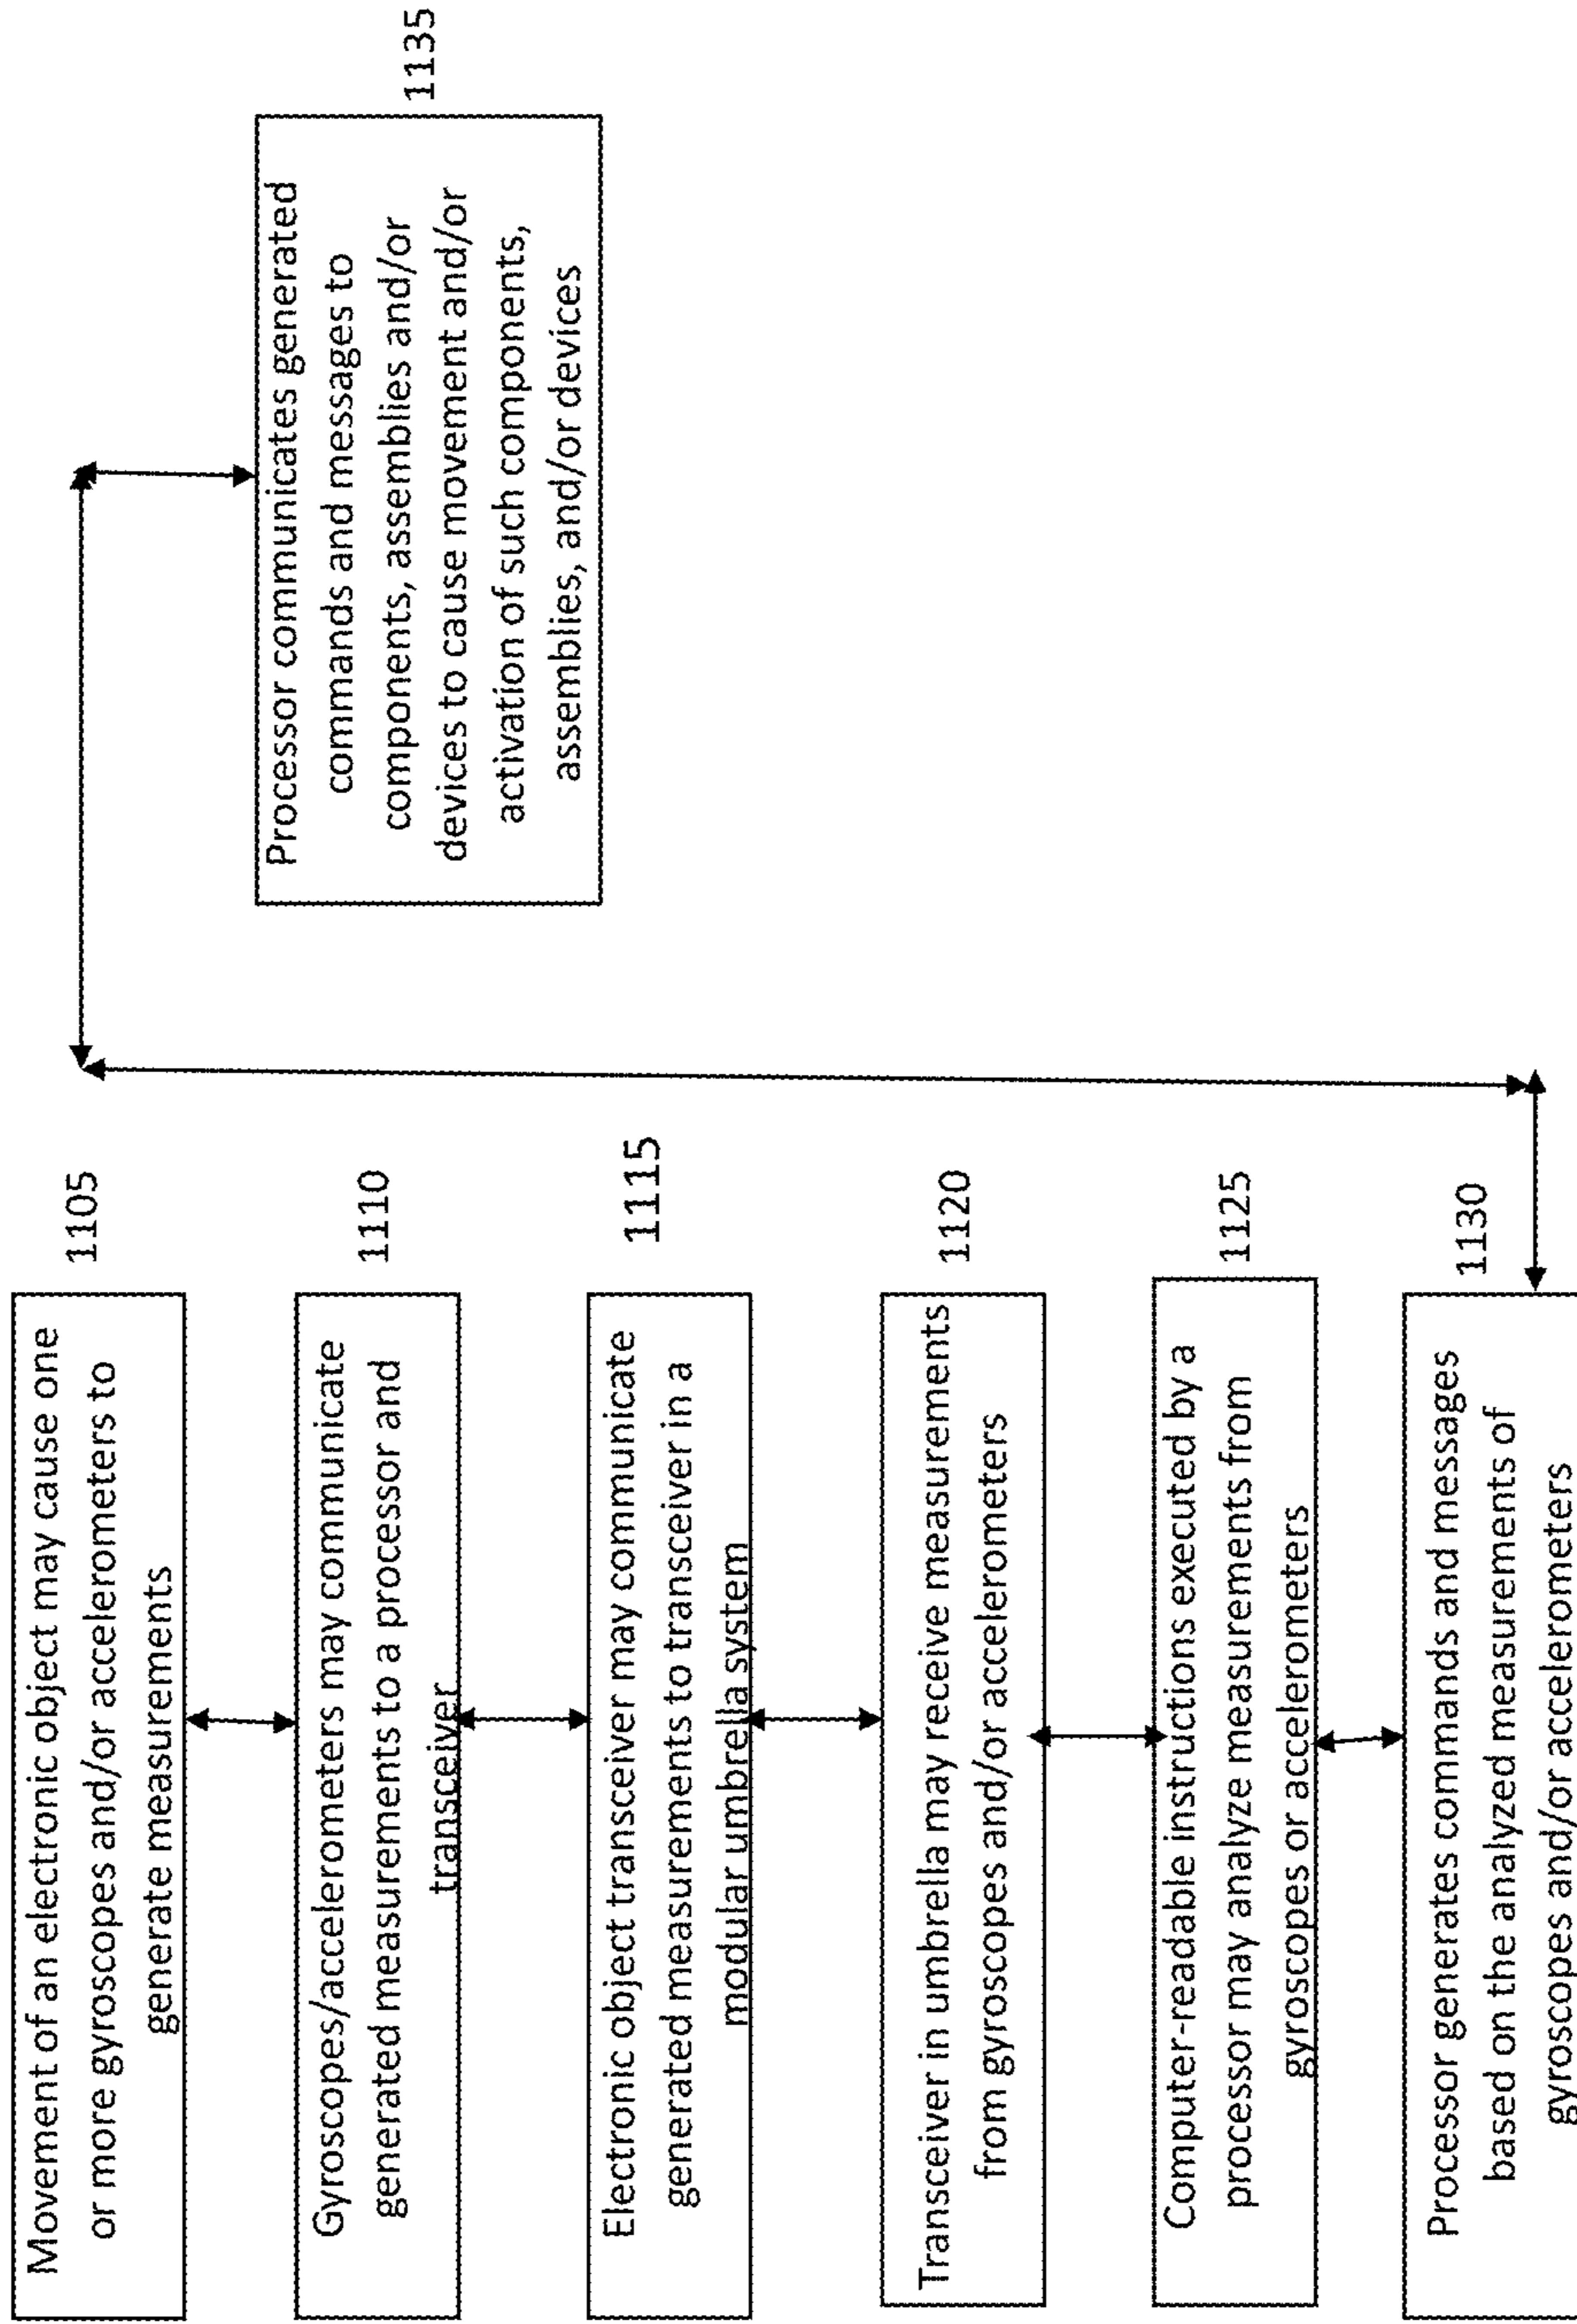 Movement of an electronic object may cause one
or more gyroscopes and/or accelerometers to
generate measurements
1105
Gyroscopes/accelerometers may communicate
generated measurements to a processor and
transceiver
1110
Electronic object transceiver may communicate
generated measurements to transceiver in a
modular umbrella system
1115
Transceiver in umbrella may receive measurements
from gyroscopes and/or accelerometers
1120
Computer-readable instructions executed by a
processor may analyze measurements from
gyroscopes or accelerometers
1125
Processor generates commands and messages
based on the analyzed measurements of
gyroscopes and/or accelerometers
1130
Processor communicates generated
commands and messages to
components, assemblies and/or
devices to cause movement and/or
activation of such components,
assemblies, and/or devices
1135